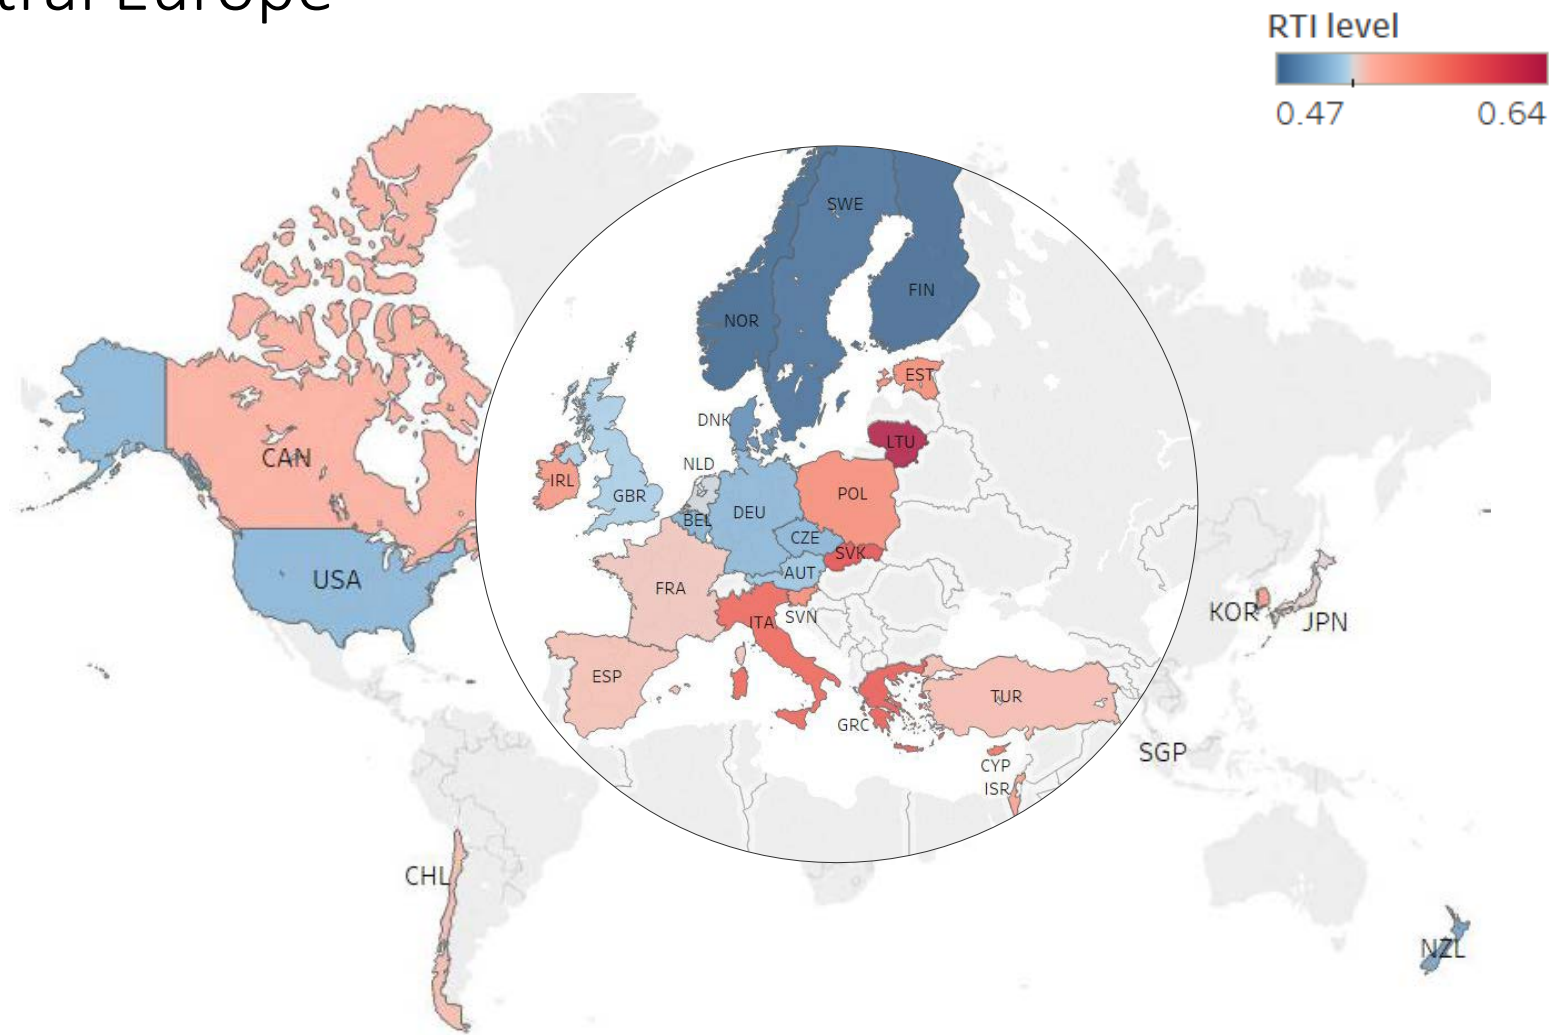 Europe
RTI level
0.47 0.64
SWE
FIN
NOR
EST
DNK
LTU
CAN
NLD
IRL
GBR
POL
DEU
BEL
CZE
SVK
USA
AUT
FRA
KOR
JPN
ITA
SVN
ESP
TUR
GRC
SGP
CYP
ISR
CHL
NZL